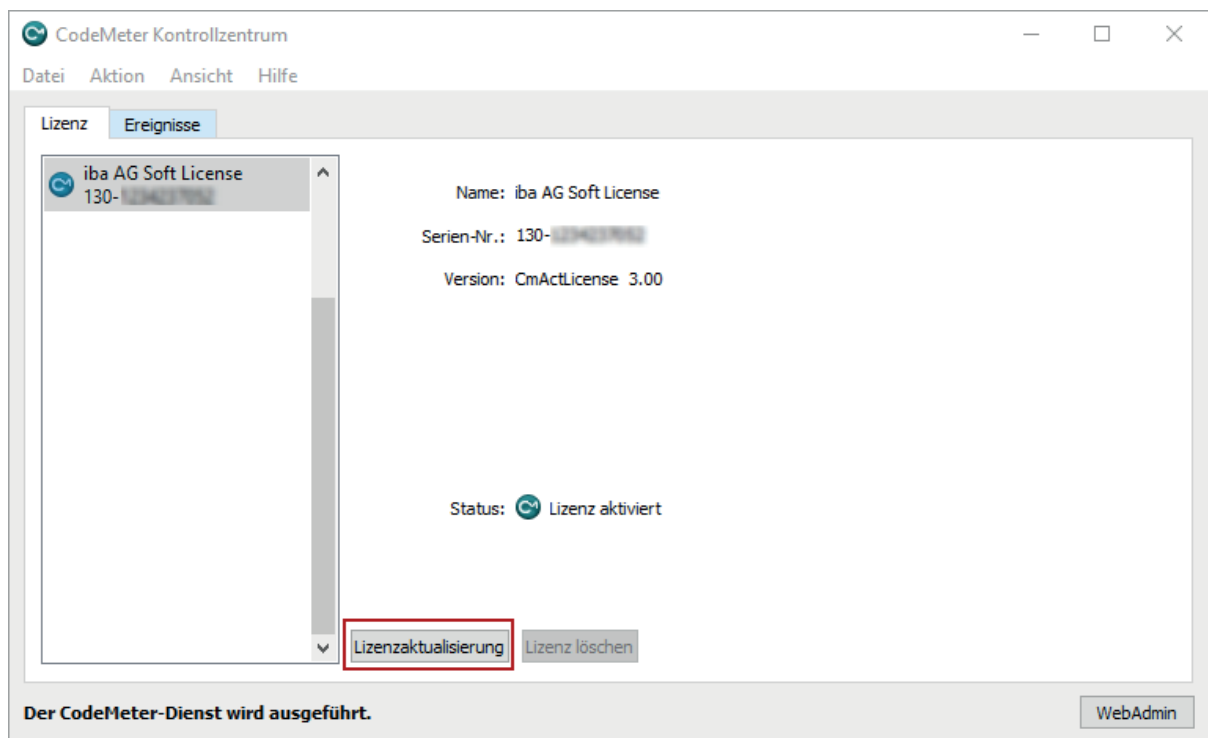 CodeMeter Kontrollzentrum
Datei Aktion Ansicht Hilfe
Lizenz Ereignisse
iba AG Soft License
130-
Name: iba AG Soft License
Serien-Nr.: 130-
Version: CmActLicense 3.00
Status: Lizenz aktiviert
Lizenzaktualisierung Lizenz löschen
Der CodeMeter-Dienst wird ausgeführt.
WebAdmin